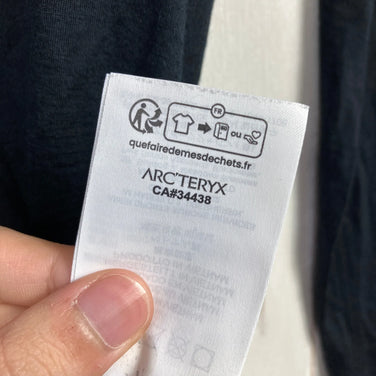 FR
ou
quefairedemesdechets.fr
ARC'TERYX
CA#34438